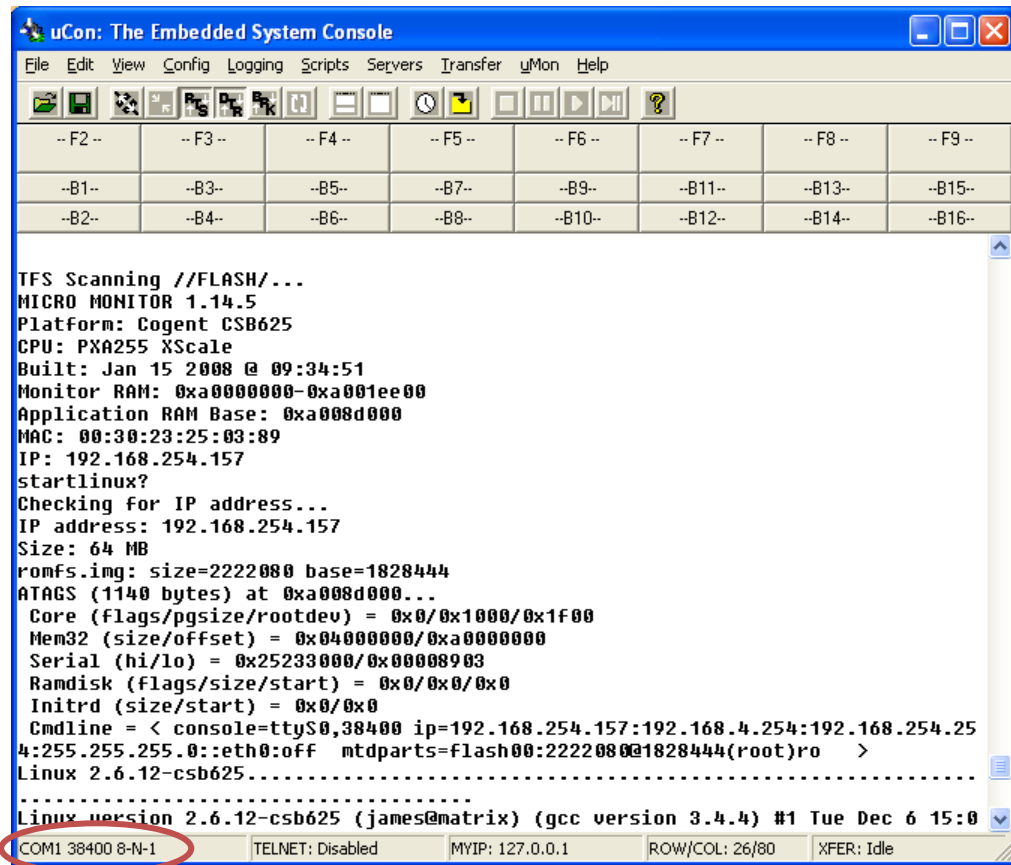 uCon: The Embedded System Console
File Edit View Config Logging Scripts Servers Transfer uMon Help
RTS DTR BRK
-- F2 -- -- F3 -- -- F4 -- -- F5 -- -- F6 -- -- F7 -- -- F8 -- -- F9 --
--B1-- --B3-- --B5-- --B7-- --B9-- --B11-- --B13-- --B15--
--B2-- --B4-- --B6-- --B8-- --B10-- --B12-- --B14-- --B16--
TFS Scanning //FLASH/...
MICRO MONITOR 1.14.5
Platform: Cogent CSB625
CPU: PXA255 XScale
Built: Jan 15 2008 @ 09:34:51
Monitor RAM: 0xa0000000-0xa001ee00
Application RAM Base: 0xa008d000
MAC: 00:30:23:25:03:89
IP: 192.168.254.157
startlinux?
Checking for IP address...
IP address: 192.168.254.157
Size: 64 MB
romfs.img: size=2222080 base=1828444
ATAGS (1140 bytes) at 0xa008d000...
Core (flags/pgsize/rootdev) = 0x0/0x1000/0x1f00
Mem32 (size/offset) = 0x04000000/0xa0000000
Serial (hi/lo) = 0x25233000/0x00008903
Ramdisk (flags/size/start) = 0x0/0x0/0x0
Initrd (size/start) = 0x0/0x0
Cmdline = < console=ttyS0,38400 ip=192.168.254.157:192.168.4.254:192.168.254.25
4:255.255.255.0::eth0:off mtdparts=flash00:2222080@1828444(root)ro >
Linux 2.6.12-csb625..................................................
......................................
Linux version 2.6.12-csb625 (james@matrix) (gcc version 3.4.4) #1 Tue Dec 6 15:0
COM1 38400 8-N-1 TELNET: Disabled MYIP: 127.0.0.1 ROW/COL: 26/80 XFER: Idle